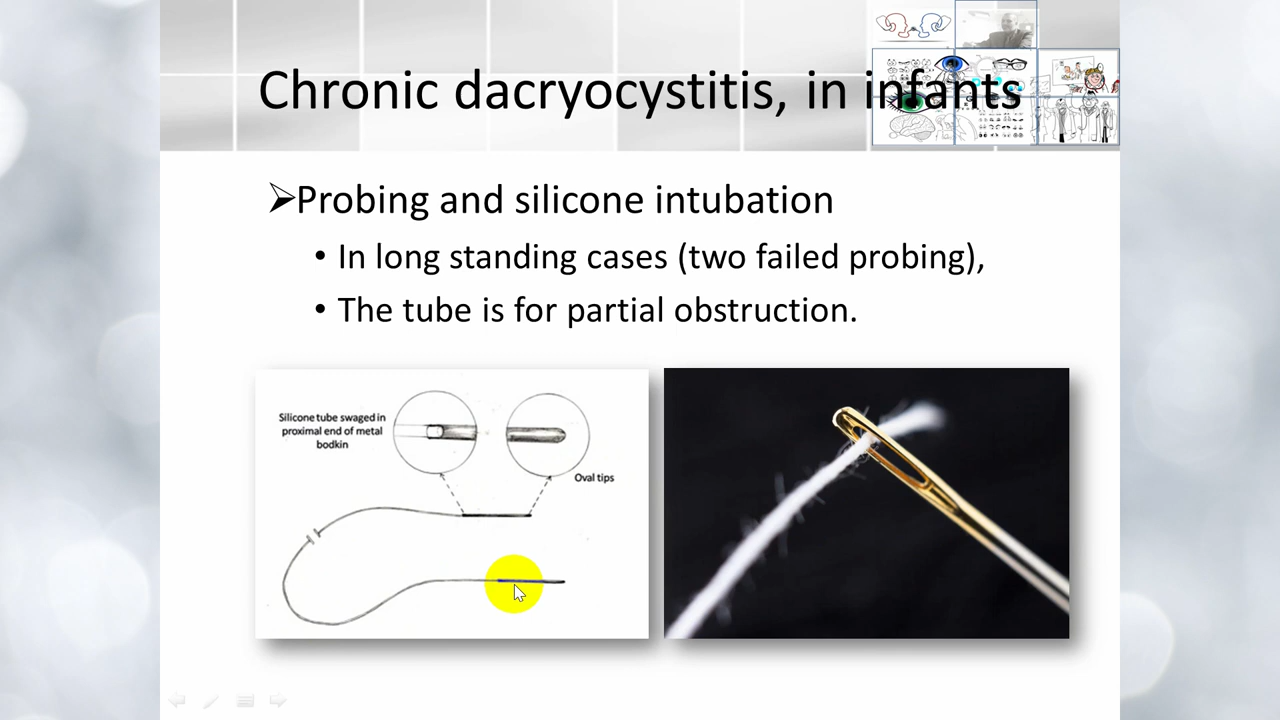 Chronic dacryocystitis, in infants
➢Probing and silicone intubation
• In long standing cases (two failed probing),
• The tube is for partial obstruction.
Silicone tube swaged in
proximal end of metal
bodkin
Oval tips